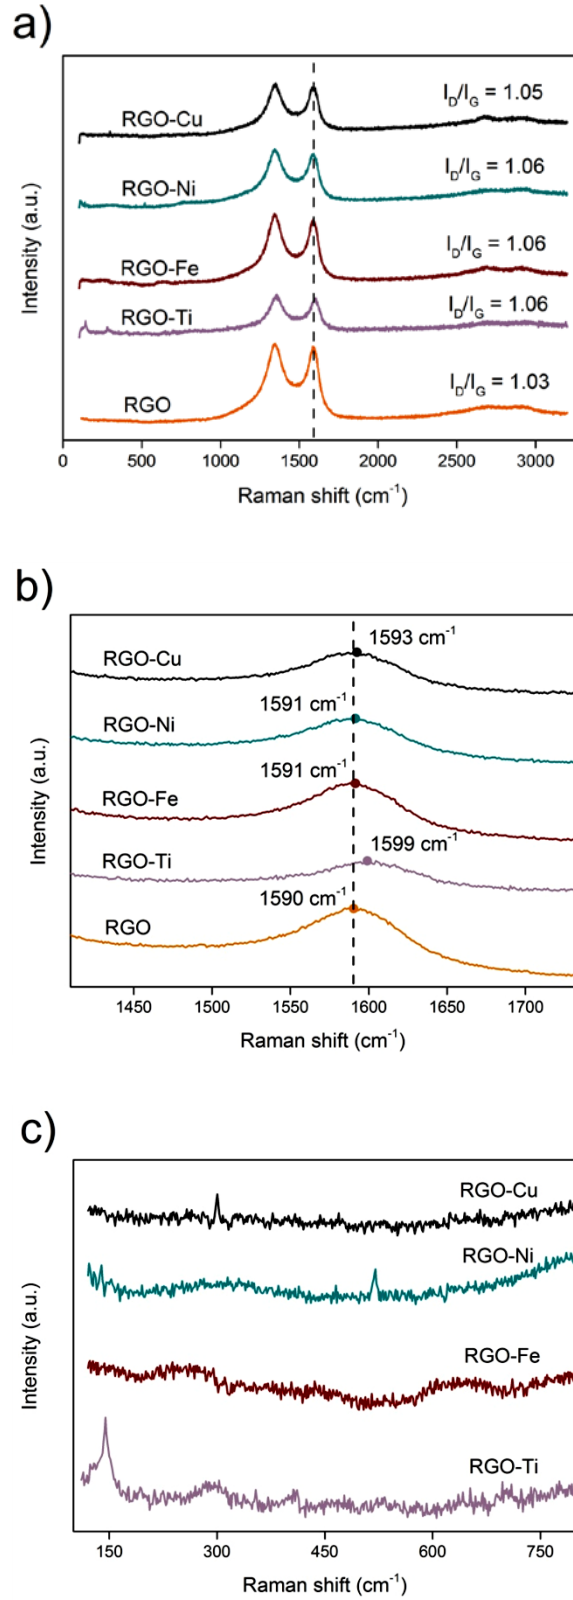 a)
RGO-Cu
I_D/I_G = 1.05
RGO-Ni
I_D/I_G = 1.06
RGO-Fe
I_D/I_G = 1.06
RGO-Ti
I_D/I_G = 1.06
RGO
I_D/I_G = 1.03
Intensity (a.u.)
0 500 1000 1500 2000 2500 3000
Raman shift (cm⁻¹)
b)
1593 cm⁻¹
RGO-Cu
1591 cm⁻¹
RGO-Ni
1591 cm⁻¹
RGO-Fe
1599 cm⁻¹
RGO-Ti
1590 cm⁻¹
RGO
Intensity (a.u.)
1450 1500 1550 1600 1650 1700
Raman shift (cm⁻¹)
c)
RGO-Cu
RGO-Ni
RGO-Fe
RGO-Ti
Intensity (a.u.)
150 300 450 600 750
Raman shift (cm⁻¹)